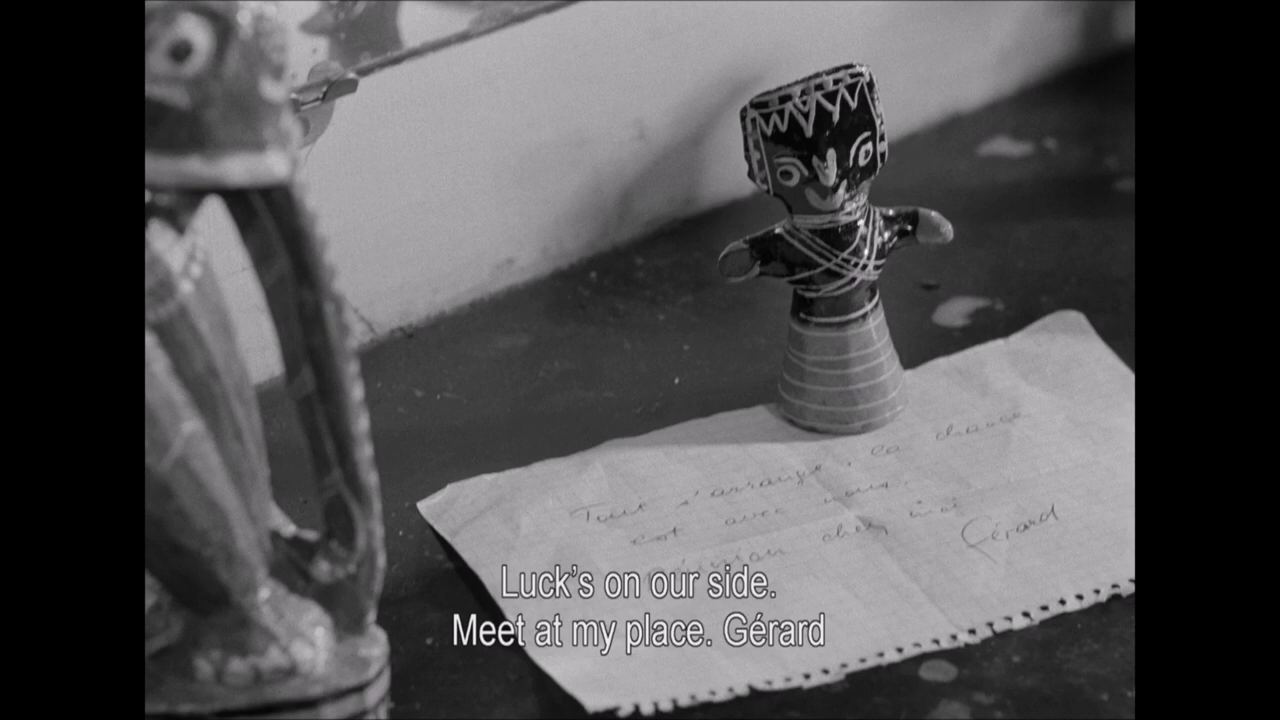 Tout s'arrange, la chance
est avec nous.
Réunion chez moi
Gérard
Luck's on our side.
Meet at my place. Gérard